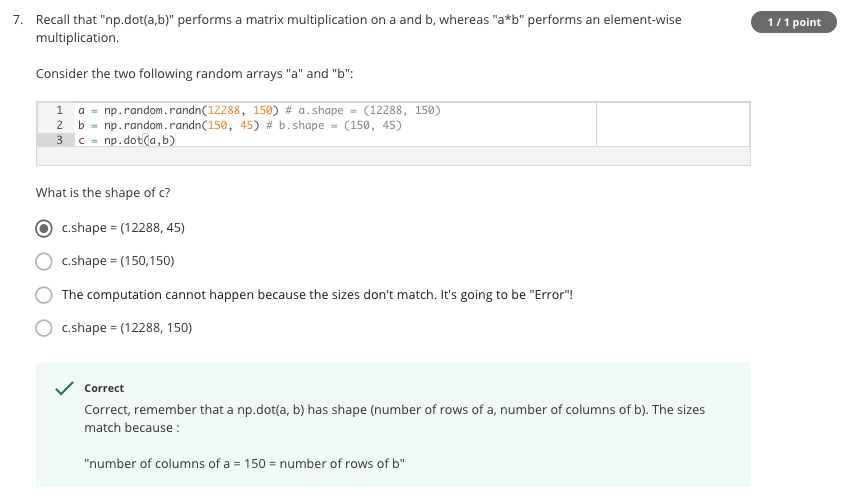 7. Recall that "np.dot(a,b)" performs a matrix multiplication on a and b, whereas "a*b" performs an element-wise
multiplication.
1 / 1 point
Consider the two following random arrays "a" and "b":
1 a = np.random.randn(12288, 150) # a.shape = (12288, 150)
2 b = np.random.randn(150, 45) # b.shape = (150, 45)
3 c = np.dot(a,b)
What is the shape of c?
c.shape = (12288, 45)
c.shape = (150,150)
The computation cannot happen because the sizes don't match. It's going to be "Error"!
c.shape = (12288, 150)
Correct
Correct, remember that a np.dot(a, b) has shape (number of rows of a, number of columns of b). The sizes
match because :
"number of columns of a = 150 = number of rows of b"